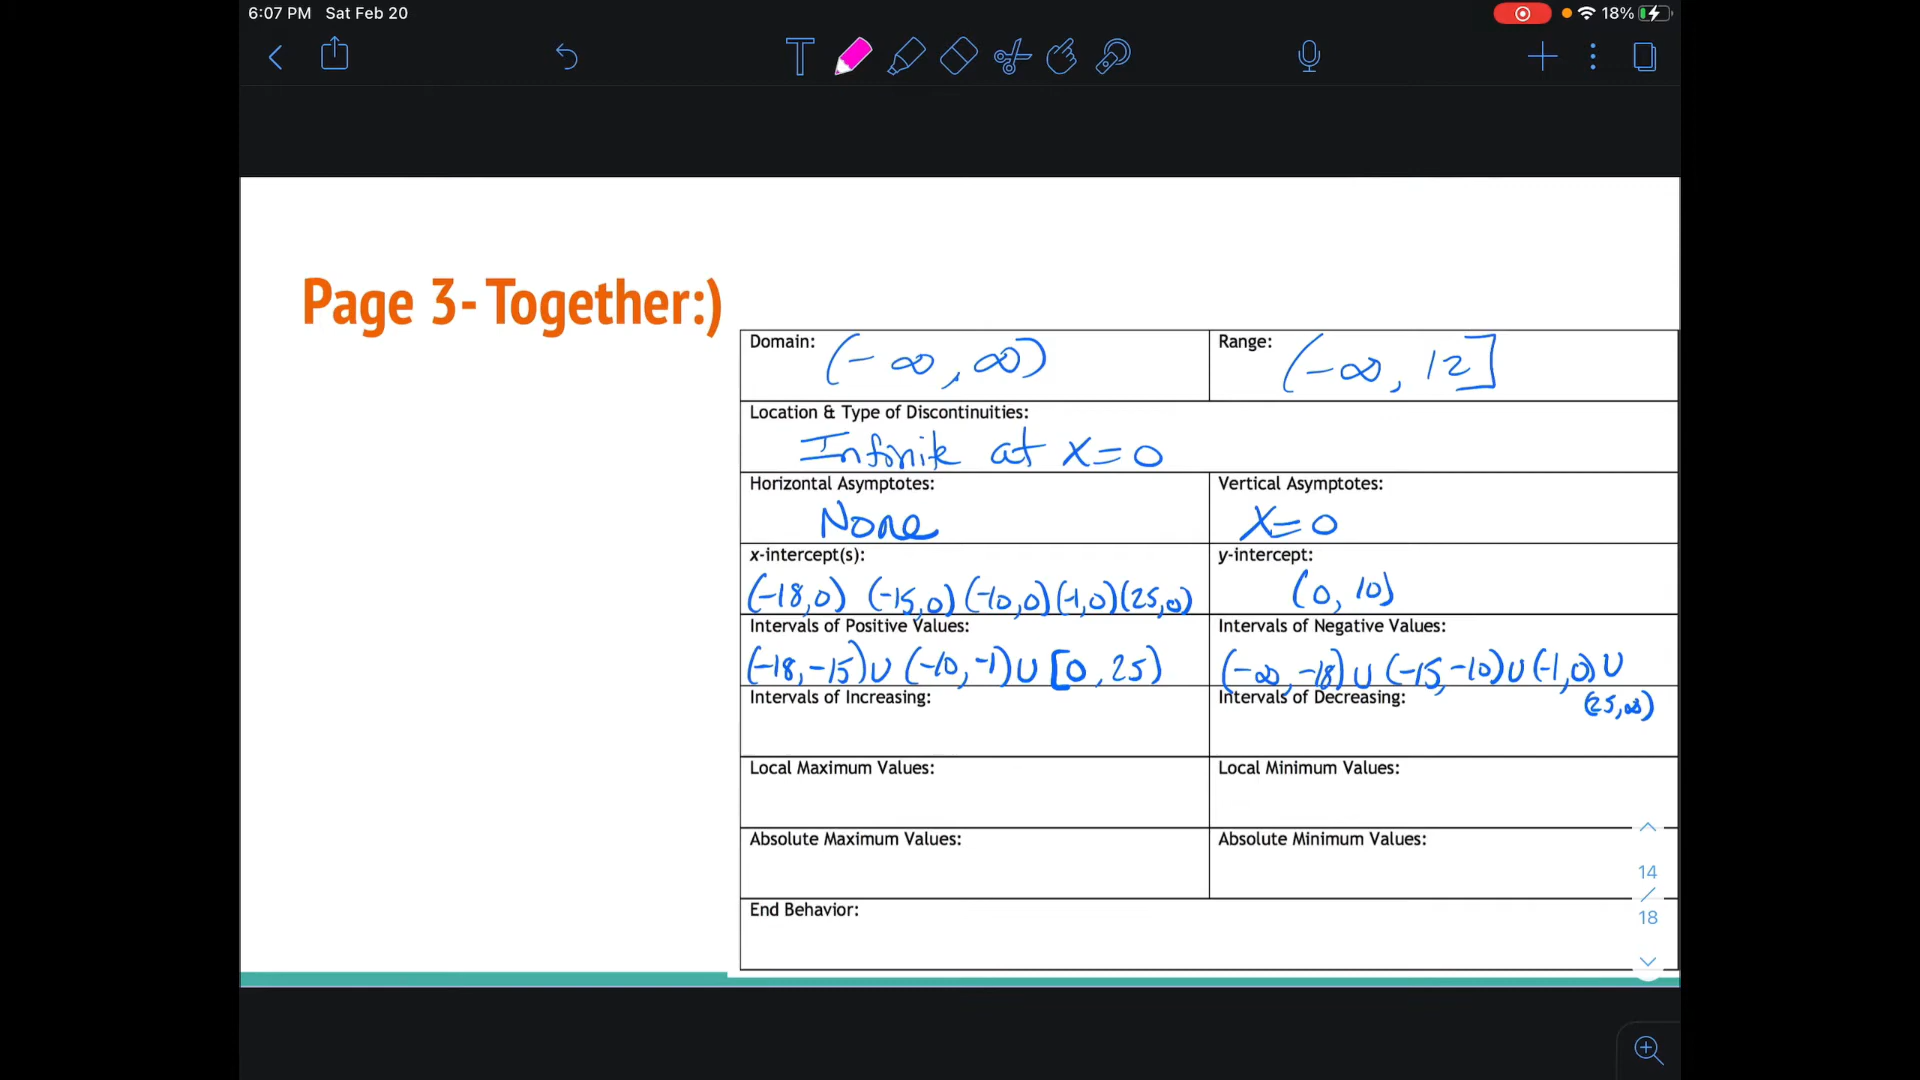 6:07 PM Sat Feb 20
18%
T
Page 3- Together:)
Domain: (-∞, ∞)
Range: (-∞, 12]
Location & Type of Discontinuities:
Infinite at x=0
Horizontal Asymptotes:
None
Vertical Asymptotes:
x=0
x-intercept(s):
(-18,0) (-15,0) (-10,0) (-1,0) (25,0)
y-intercept:
(0, 10)
Intervals of Positive Values:
(-18,-15)∪(-10,-1)∪[0,25)
Intervals of Negative Values:
(-∞,-18)∪(-15,-10)∪(-1,0)∪
(25,∞)
Intervals of Increasing:
Intervals of Decreasing:
Local Maximum Values:
Local Minimum Values:
Absolute Maximum Values:
Absolute Minimum Values:
End Behavior:
14
/
18